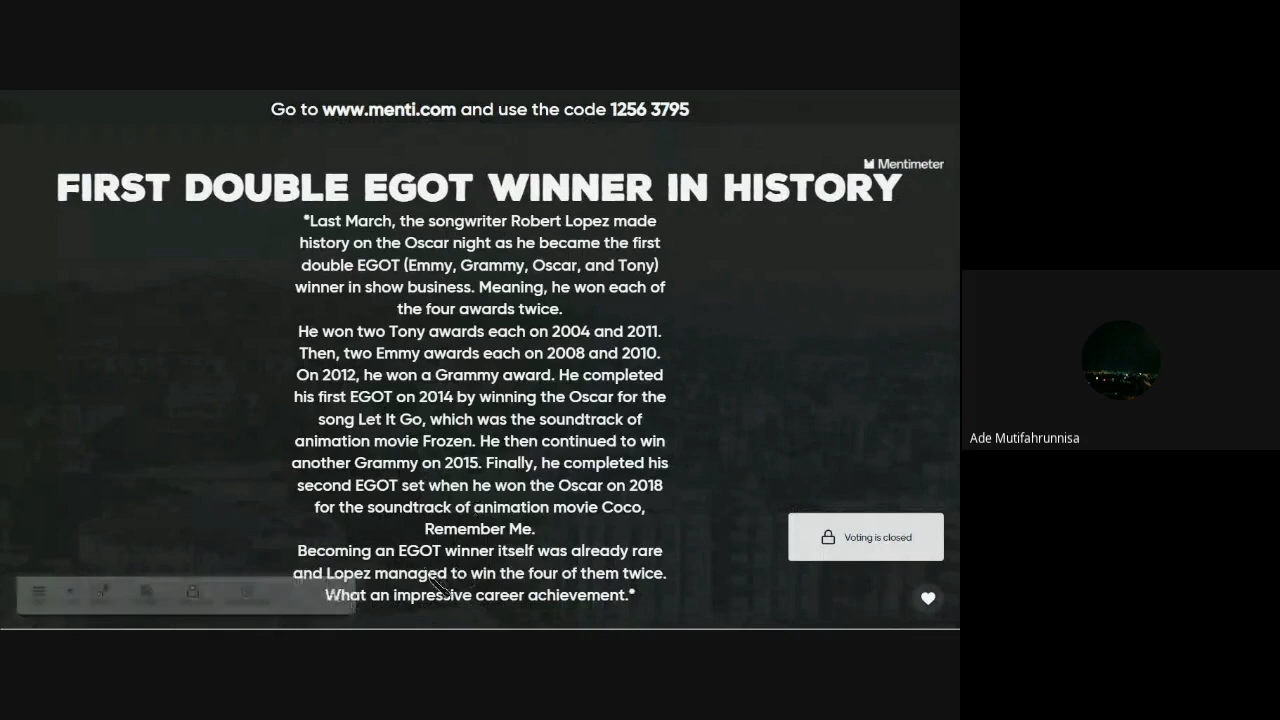 Go to www.menti.com and use the code 1256 3795
Mentimeter
FIRST DOUBLE EGOT WINNER IN HISTORY
"Last March, the songwriter Robert Lopez made
history on the Oscar night as he became the first
double EGOT (Emmy, Grammy, Oscar, and Tony)
winner in show business. Meaning, he won each of
the four awards twice.
He won two Tony awards each on 2004 and 2011.
Then, two Emmy awards each on 2008 and 2010.
On 2012, he won a Grammy award. He completed
his first EGOT on 2014 by winning the Oscar for the
song Let It Go, which was the soundtrack of
animation movie Frozen. He then continued to win
another Grammy on 2015. Finally, he completed his
second EGOT set when he won the Oscar on 2018
for the soundtrack of animation movie Coco,
Remember Me.
Becoming an EGOT winner itself was already rare
and Lopez managed to win the four of them twice.
What an impressive career achievement."
Voting is closed
Ade Mutifahrunnisa